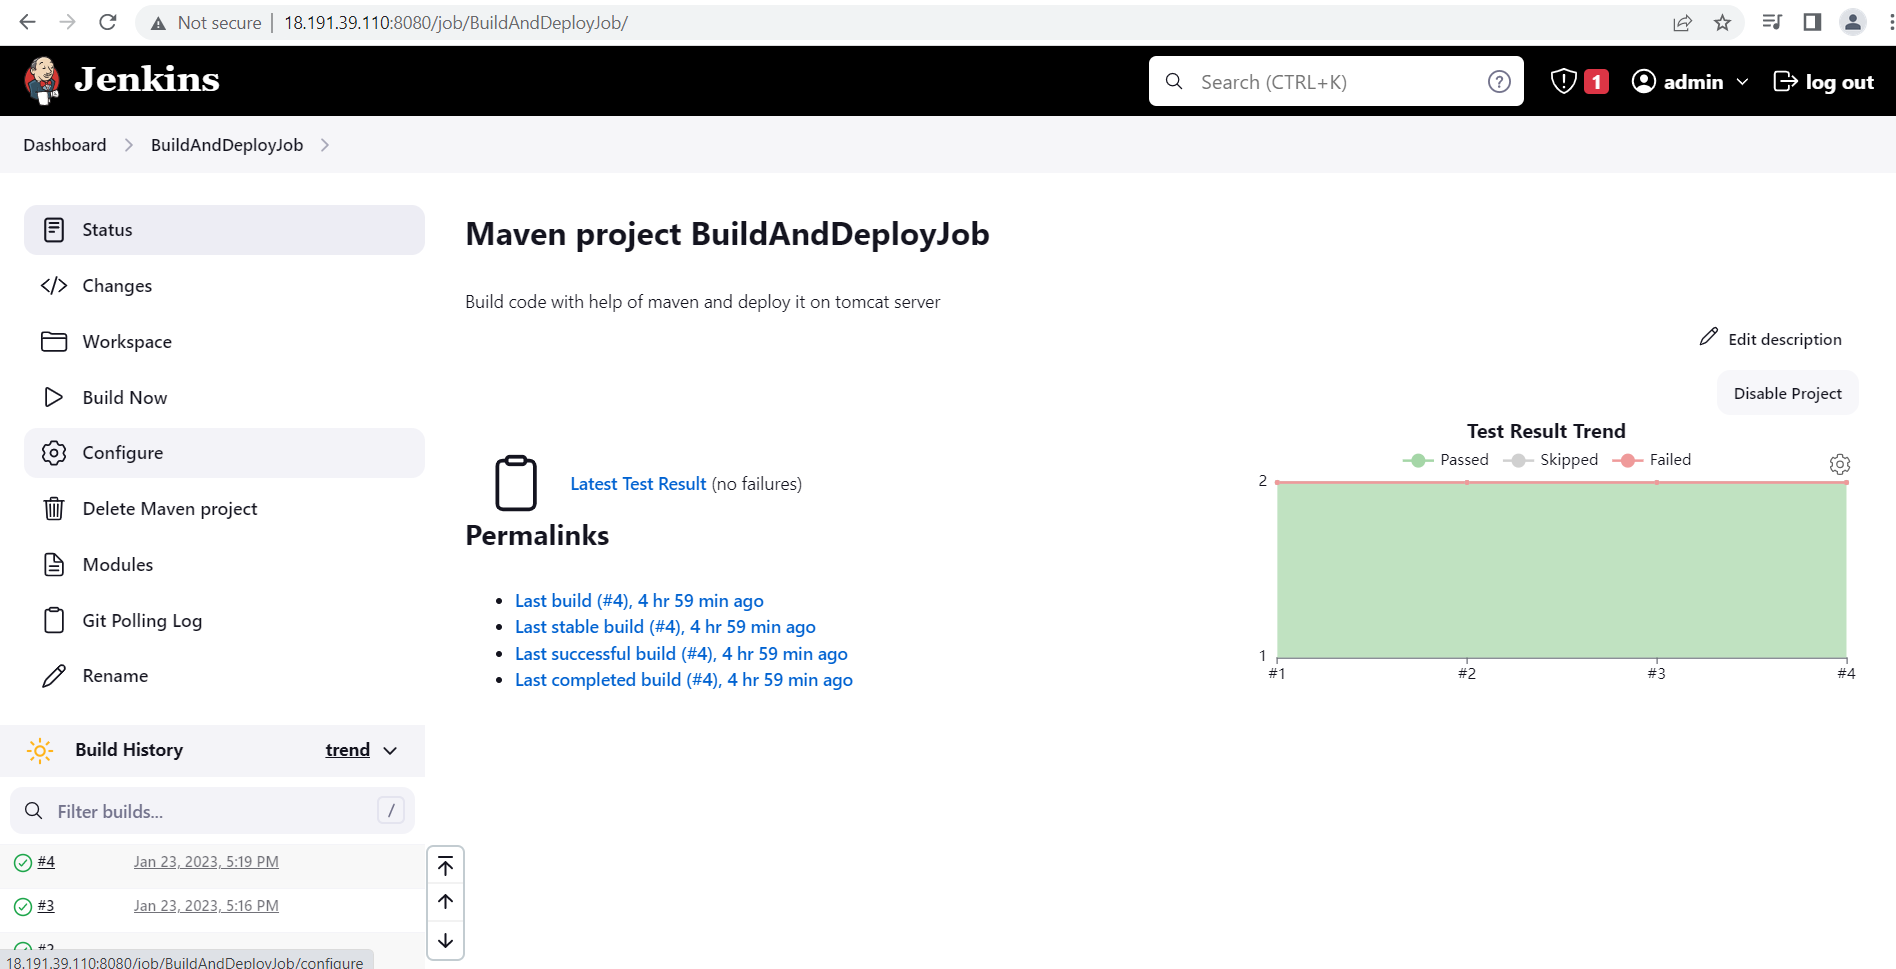 Not secure | 18.191.39.110:8080/job/BuildAndDeployJob/
Jenkins
Search (CTRL+K)
?
1
admin
log out
Dashboard
BuildAndDeployJob
Status
Changes
Workspace
Build Now
Configure
Delete Maven project
Modules
Git Polling Log
Rename
Build History
trend
Filter builds...
/
#4
Jan 23, 2023, 5:19 PM
#3
Jan 23, 2023, 5:16 PM
#2
18.191.39.110:8080/job/BuildAndDeployJob/configure
Maven project BuildAndDeployJob
Build code with help of maven and deploy it on tomcat server
Edit description
Disable Project
Latest Test Result (no failures)
Permalinks
• Last build (#4), 4 hr 59 min ago
• Last stable build (#4), 4 hr 59 min ago
• Last successful build (#4), 4 hr 59 min ago
• Last completed build (#4), 4 hr 59 min ago
Test Result Trend
Passed Skipped Failed
2
1
#1 #2 #3 #4